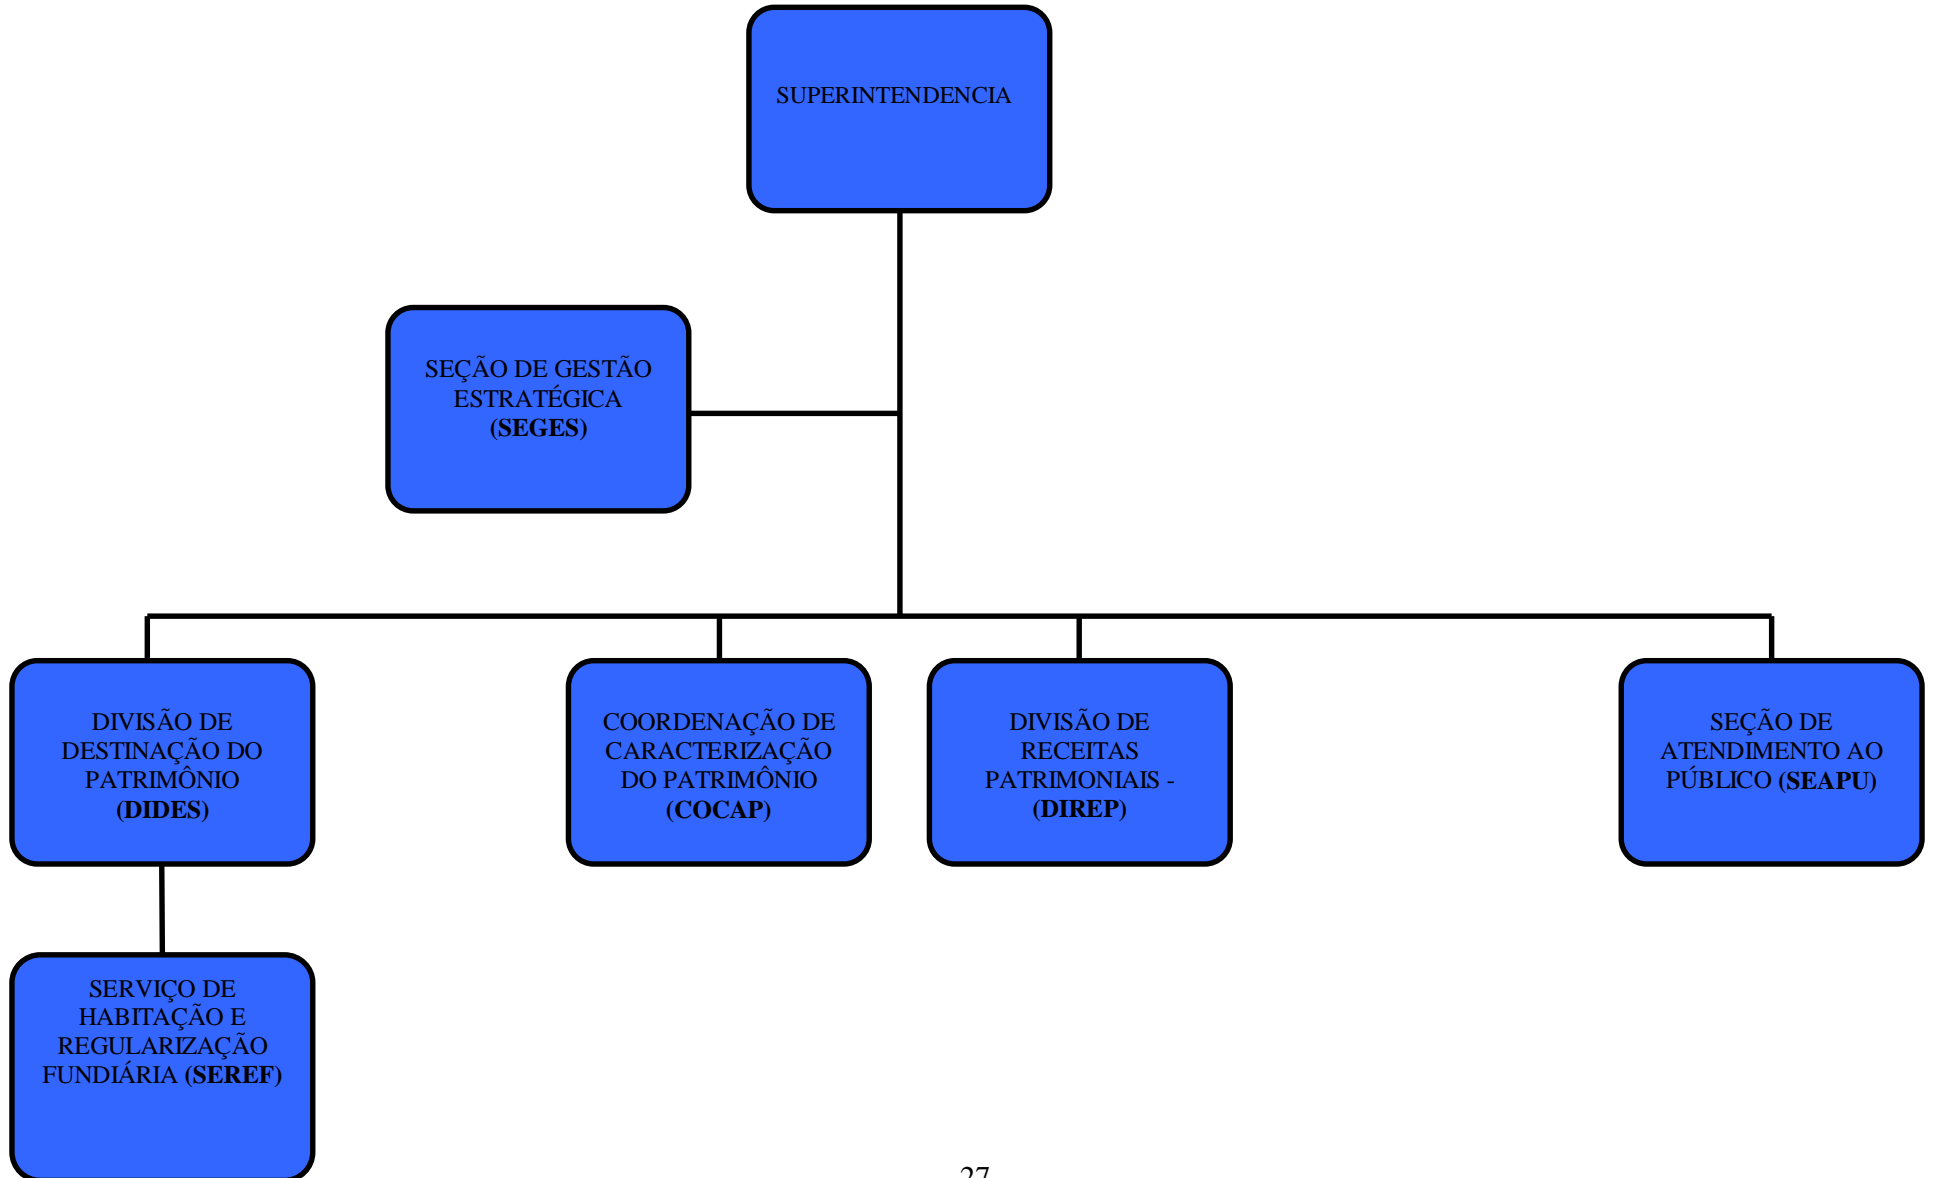 SUPERINTENDENCIA
SEÇÃO DE GESTÃO
ESTRATÉGICA
(SEGES)
DIVISÃO DE
DESTINAÇÃO DO
PATRIMÔNIO
(DIDES)
COORDENAÇÃO DE
CARACTERIZAÇÃO
DO PATRIMÔNIO
(COCAP)
DIVISÃO DE
RECEITAS
PATRIMONIAIS -
(DIREP)
SEÇÃO DE
ATENDIMENTO AO
PÚBLICO (SEAPU)
SERVIÇO DE
HABITAÇÃO E
REGULARIZAÇÃO
FUNDIÁRIA (SEREF)
27